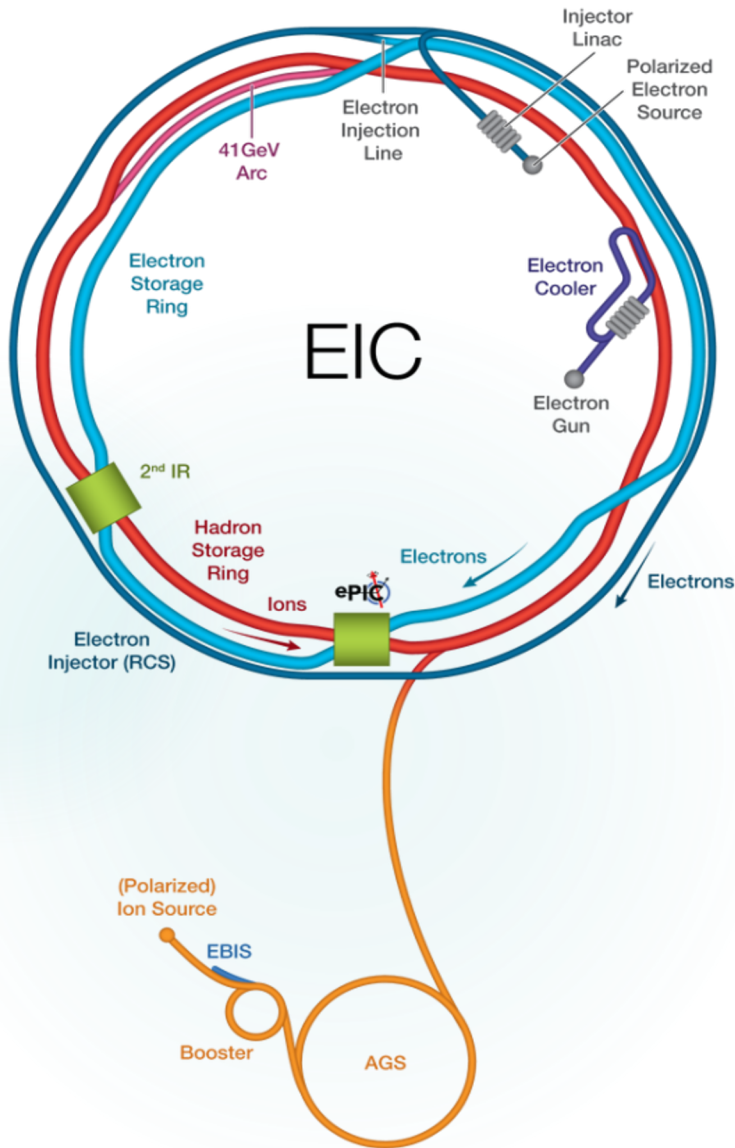 Injector
Linac
Polarized
Electron
Source
Electron
Injection
Line
41GeV
Arc
Electron
Storage
Ring
Electron
Cooler
EIC
Electron
Gun
2nd IR
Hadron
Storage
Ring
Electrons
ePIC
Ions
Electrons
Electron
Injector (RCS)
(Polarized)
Ion Source
EBIS
Booster
AGS